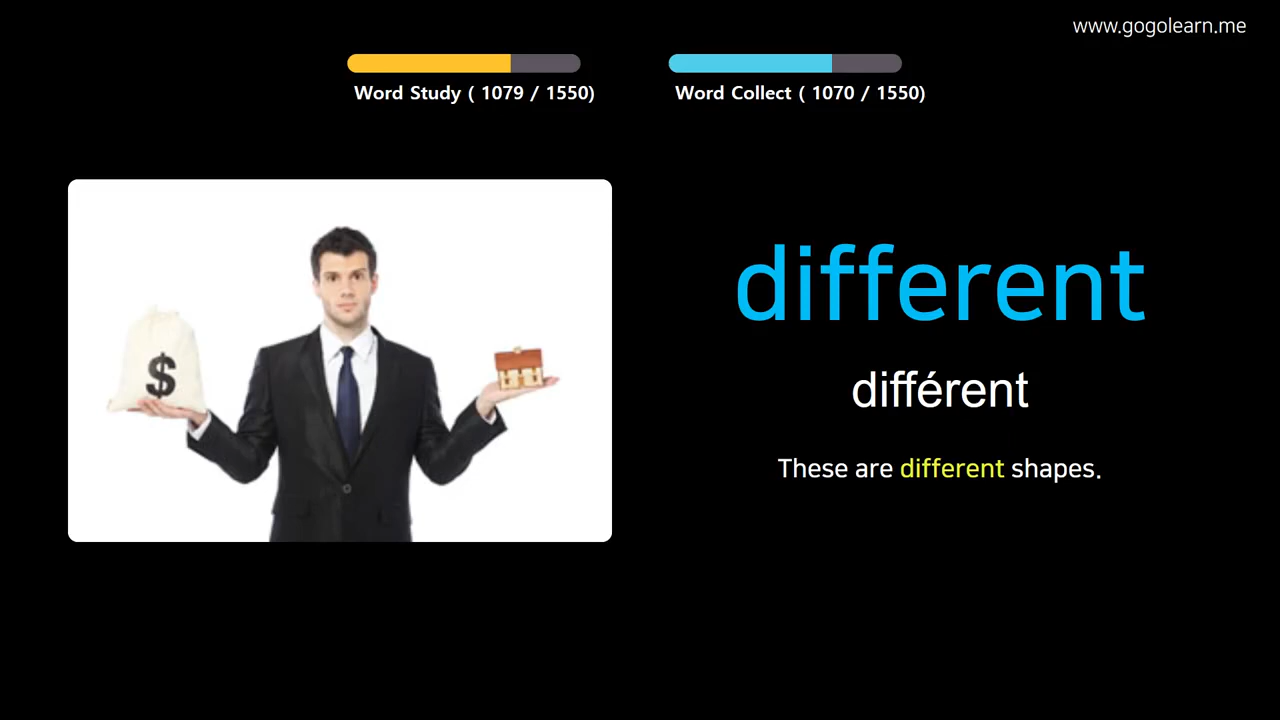 www.gogolearn.me
Word Study ( 1079 / 1550)
Word Collect ( 1070 / 1550)
$
different
différent
These are different shapes.